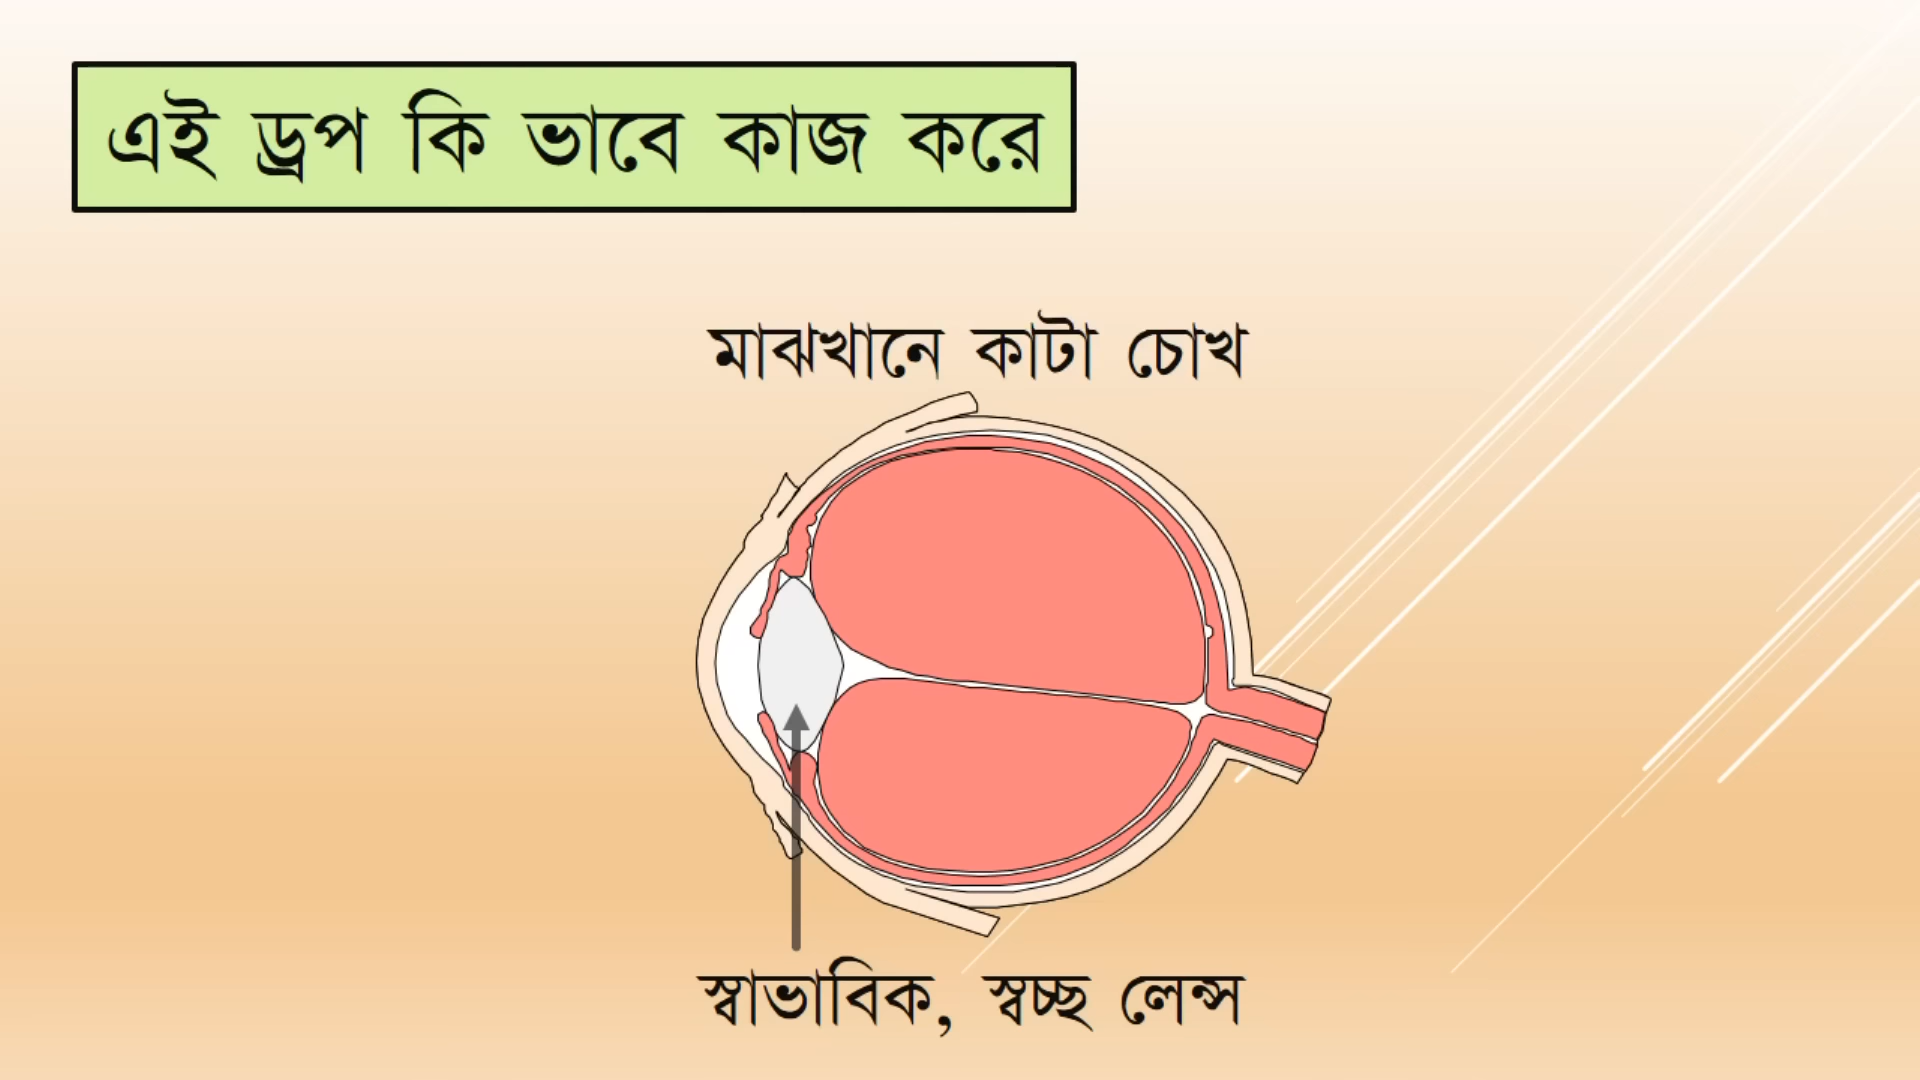 এই ড্রপ কি ভাবে কাজ করে
মাঝখানে কাটা চোখ
স্বাভাবিক, স্বচ্ছ লেন্স